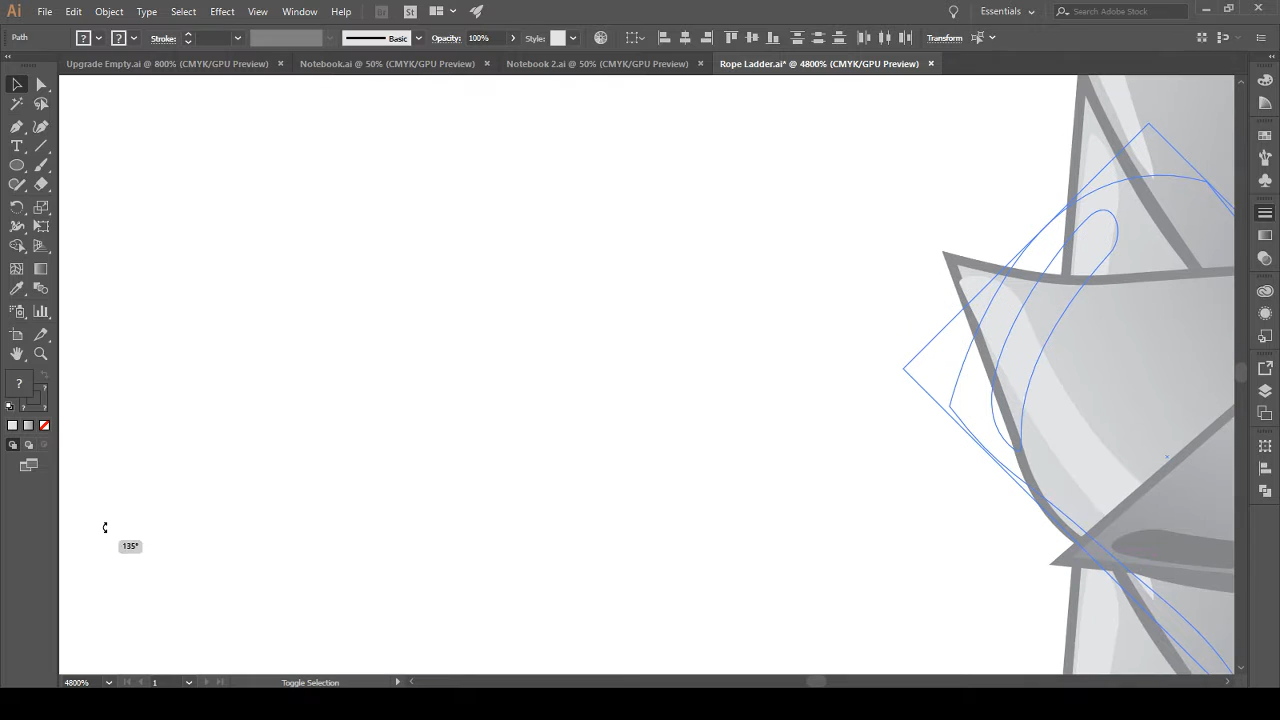 Ai File Edit Object Type Select Effect View Window Help Br St Essentials Search Adobe Stock
Path ? ? Stroke: Basic Opacity: 100% Style: Transform
Upgrade Empty.ai @ 800% (CMYK/GPU Preview) × Notebook.ai @ 50% (CMYK/GPU Preview) × Notebook 2.ai @ 50% (CMYK/GPU Preview) × Rope Ladder.ai* @ 4800% (CMYK/GPU Preview) ×
T
?
?
? ?
135°
4800% 1 Toggle Selection